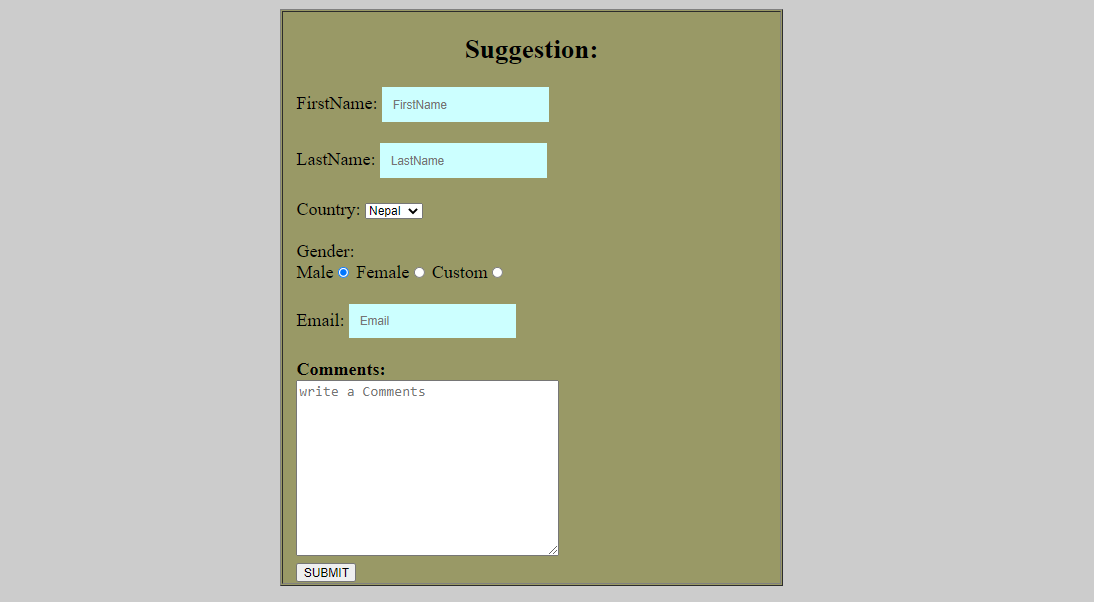 Suggestion:
FirstName: FirstName
LastName: LastName
Country: Nepal
Gender:
Male Female Custom
Email: Email
Comments:
write a Comments
SUBMIT